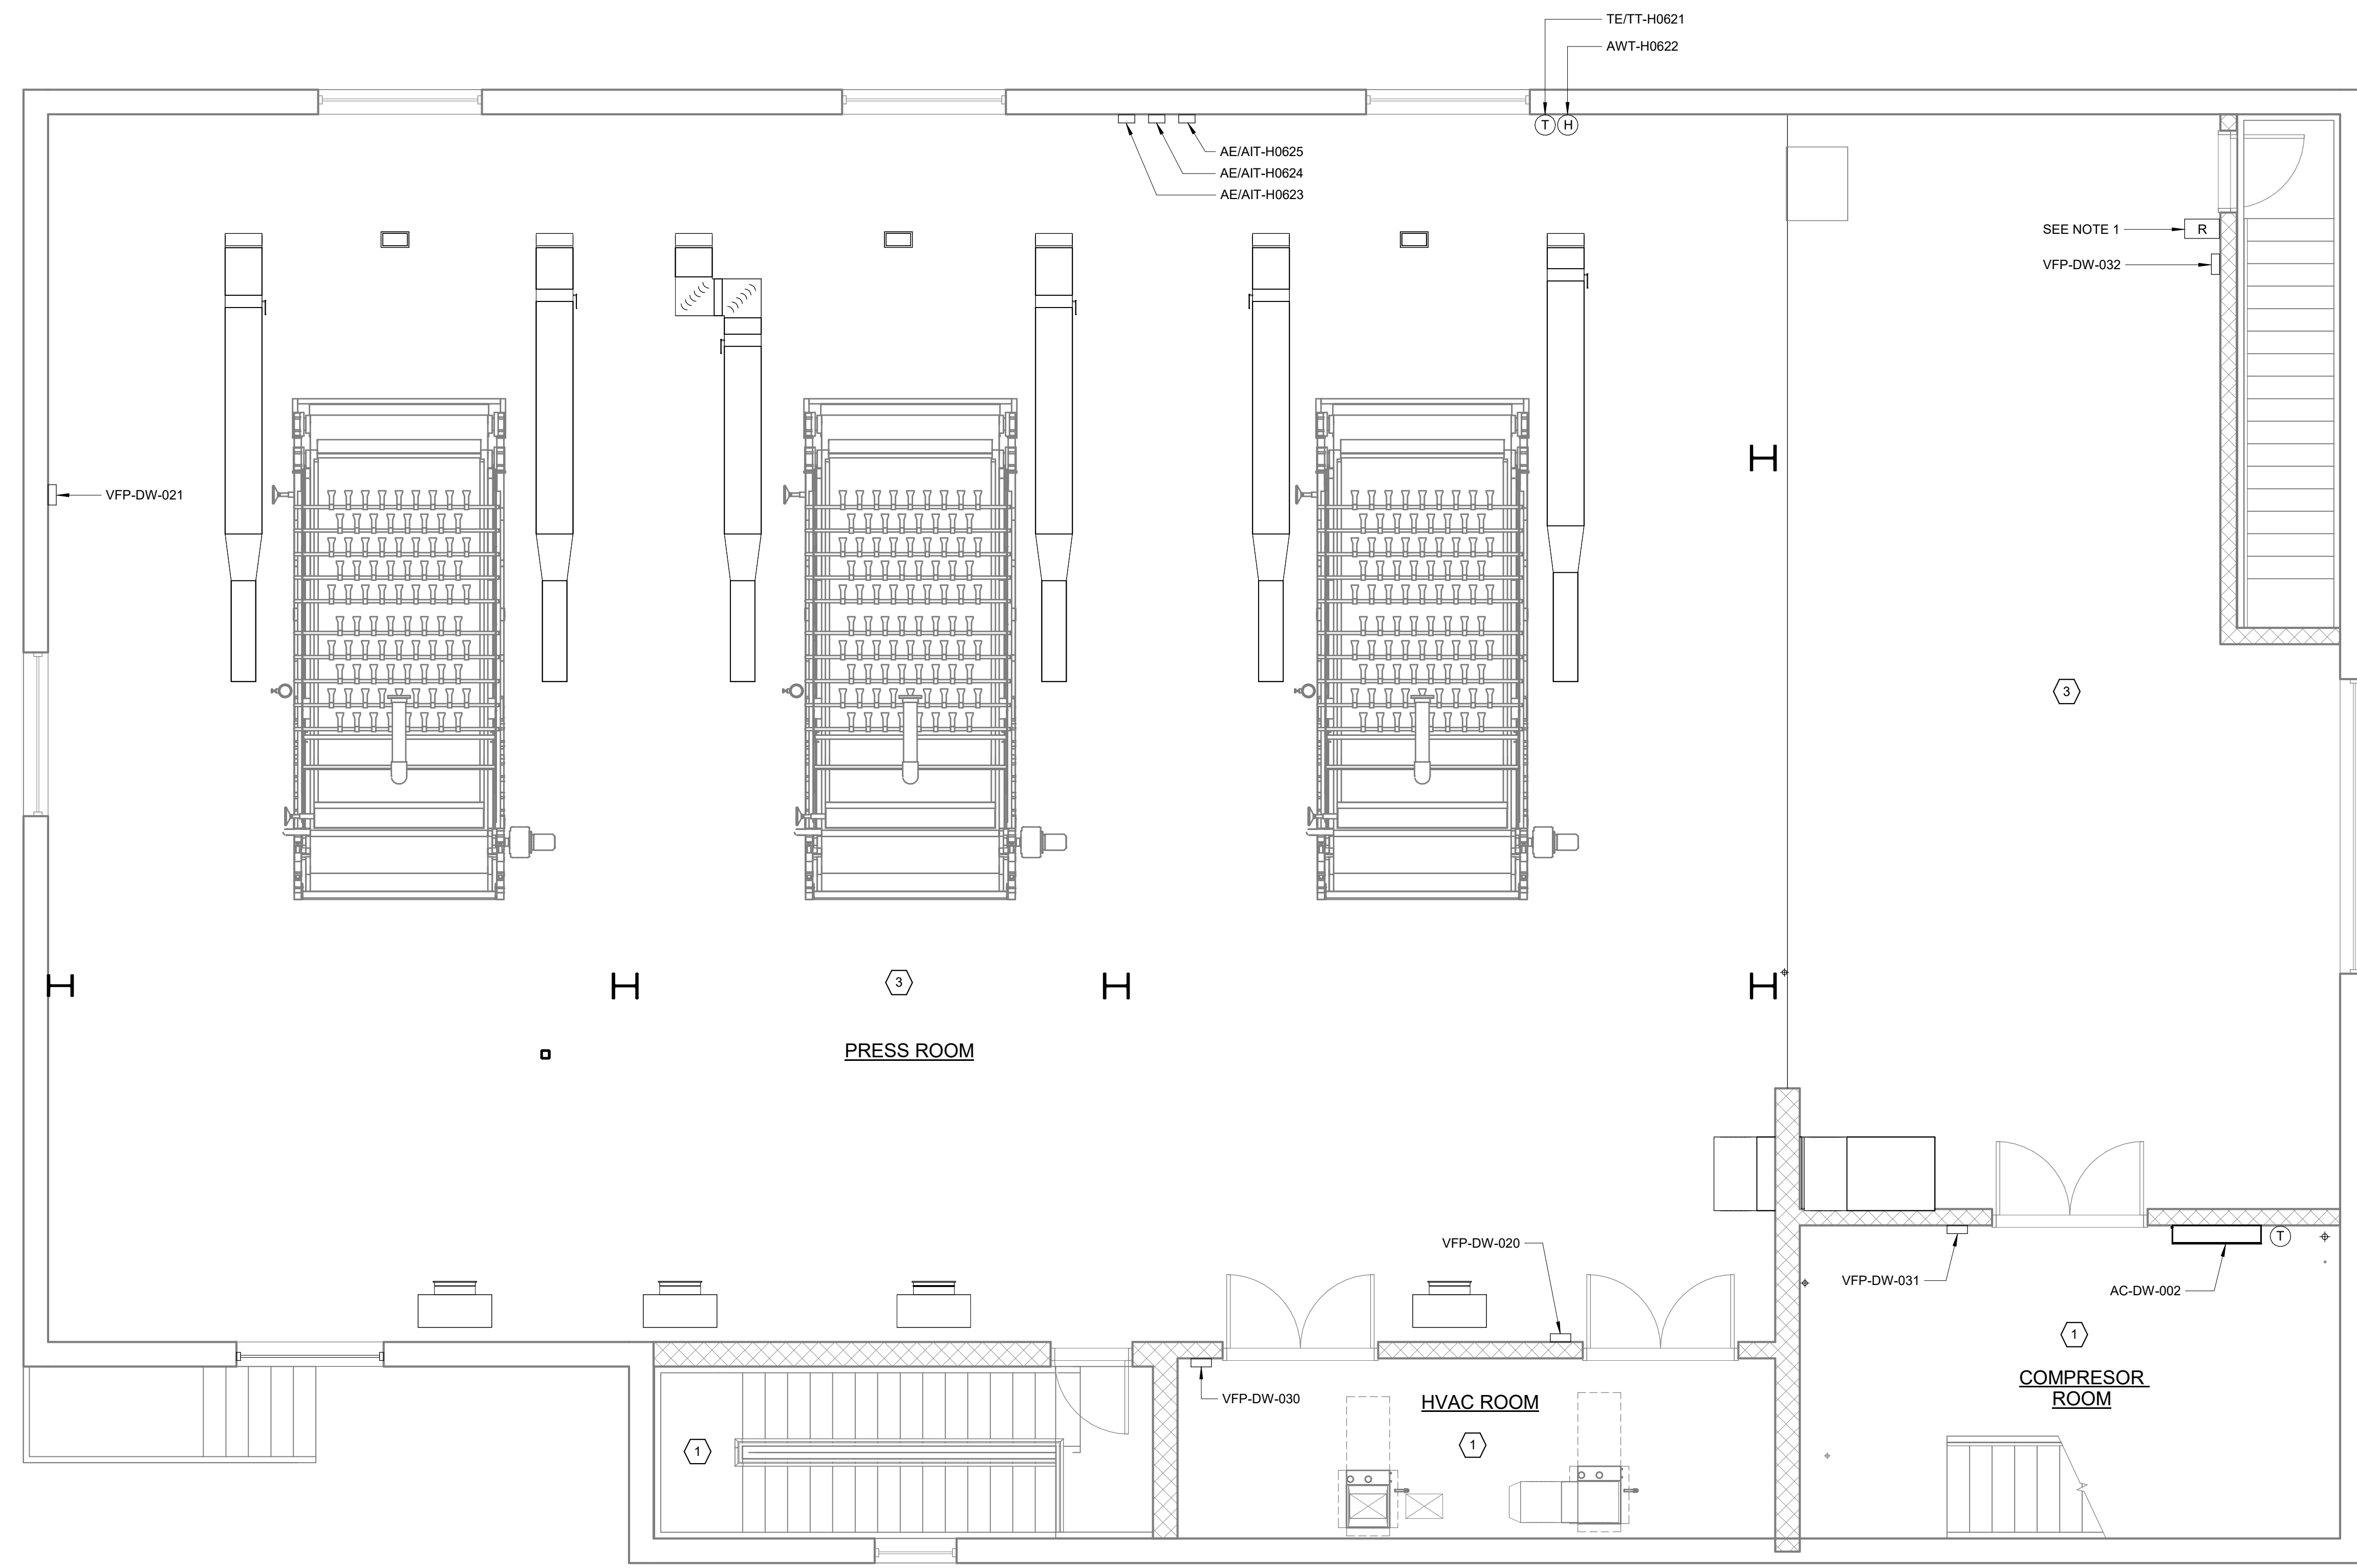 TE/TT-H0621
AWT-H0622
T
H
AE/AIT-H0625
AE/AIT-H0624
AE/AIT-H0623
SEE NOTE 1
R
VFP-DW-032
VFP-DW-021
3
3
PRESS ROOM
VFP-DW-020
T
VFP-DW-031
AC-DW-002
1
COMPRESOR
ROOM
VFP-DW-030
HVAC ROOM
1
1